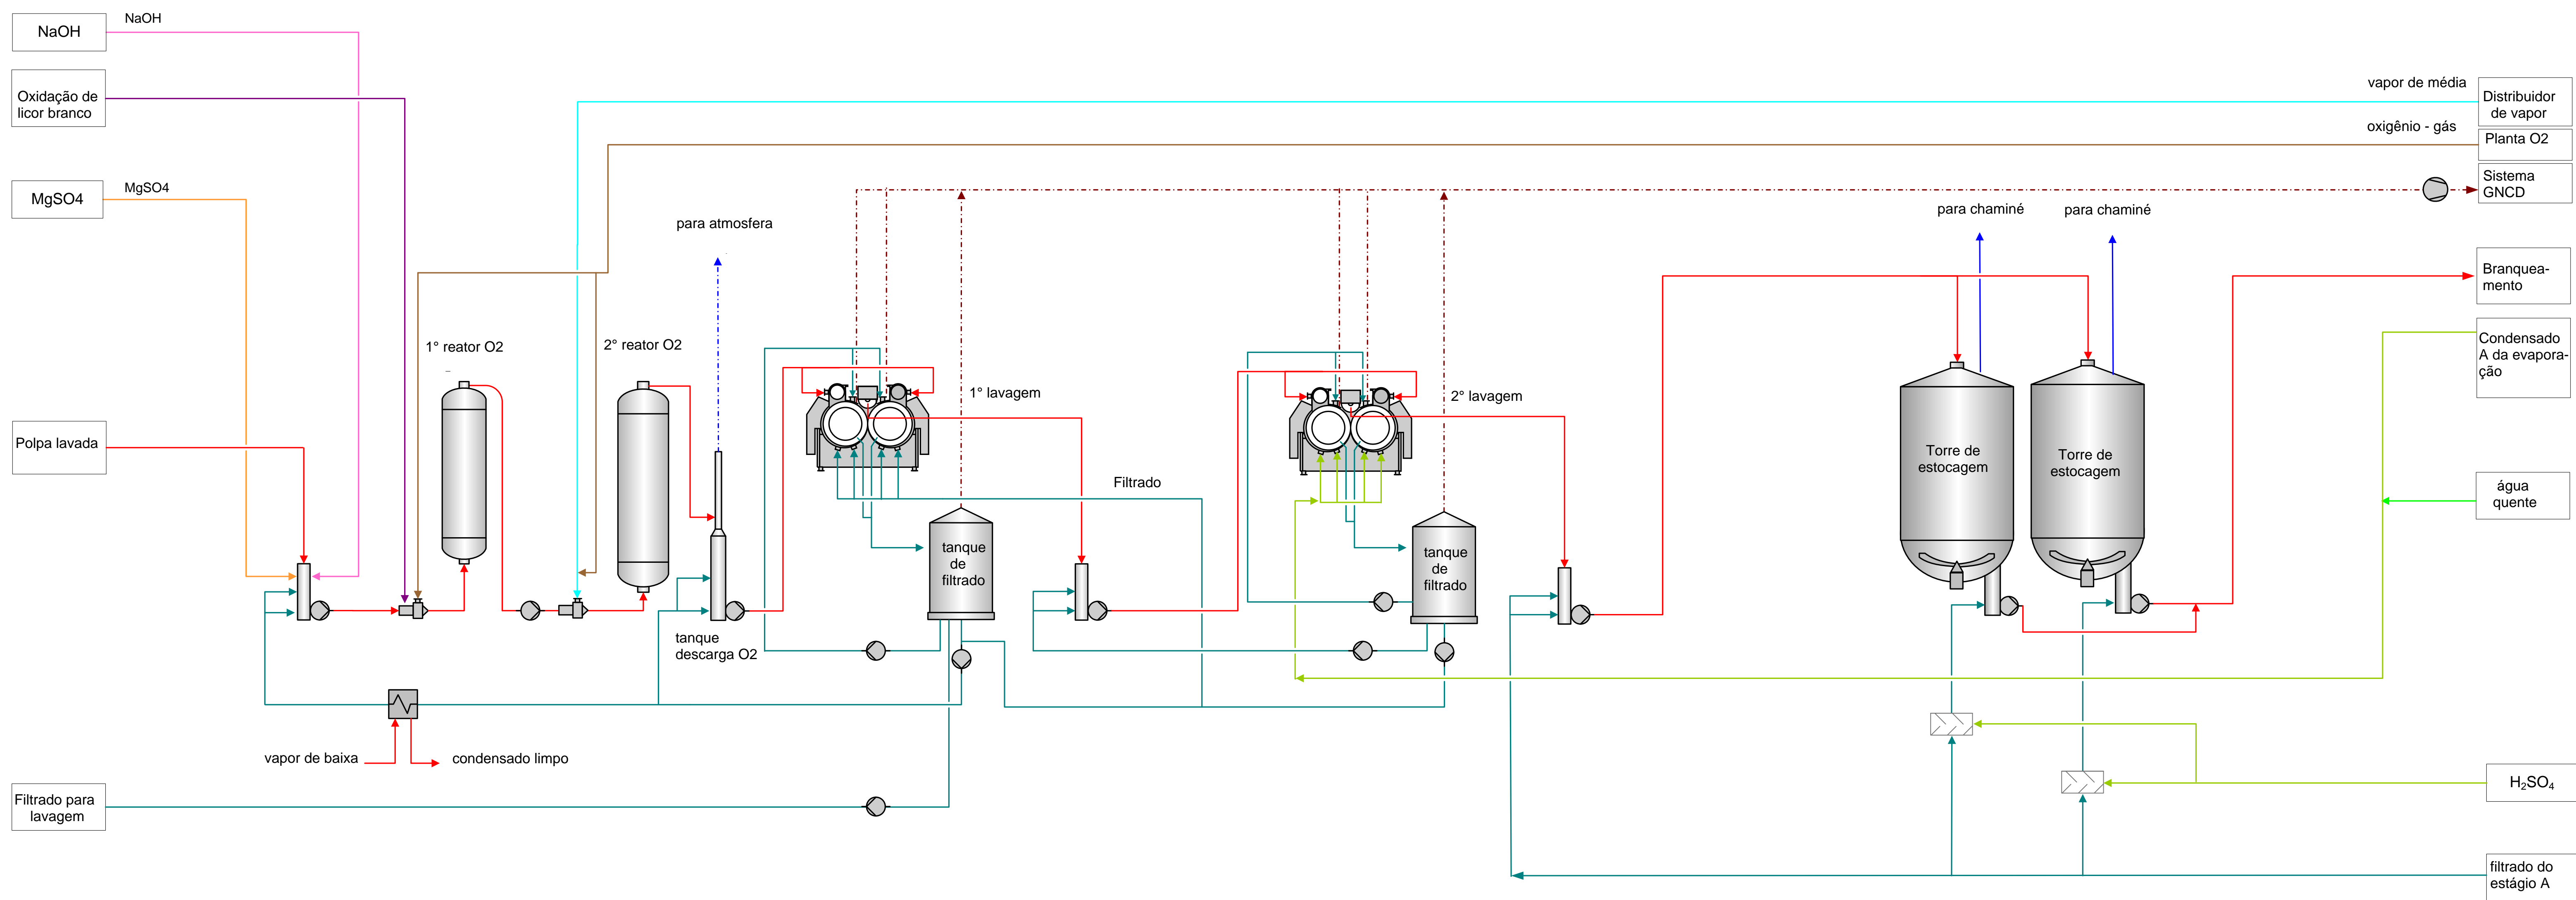 NaOH
NaOH
Oxidação de
licor branco
MgSO4
MgSO4
Polpa lavada
Filtrado para
lavagem
vapor de média
Distribuidor
de vapor
oxigênio - gás
Planta O2
Sistema
GNCD
para atmosfera
para chaminé
para chaminé
Branquea-
mento
Condensado
A da evapora-
ção
água
quente
1° reator O2
2° reator O2
1° lavagem
2° lavagem
Torre de
estocagem
Torre de
estocagem
Filtrado
tanque
de
filtrado
tanque
de
filtrado
tanque
descarga O2
vapor de baixa
condensado limpo
H₂SO₄
filtrado do
estágio A